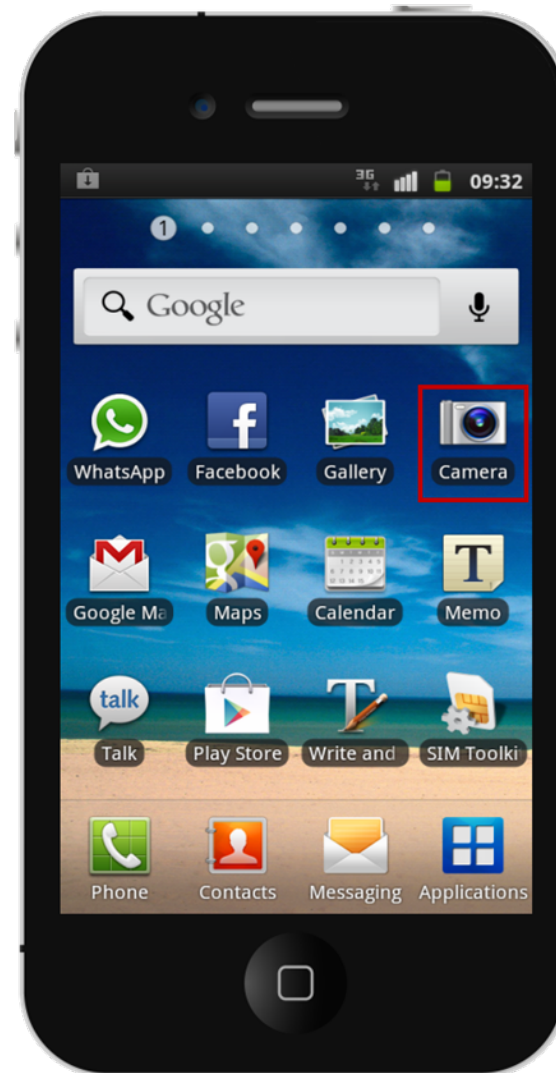 3G 09:32
1
Google
WhatsApp Facebook Gallery Camera
Google Ma Maps Calendar Memo
talk
Talk Play Store Write and SIM Toolki
Phone Contacts Messaging Applications